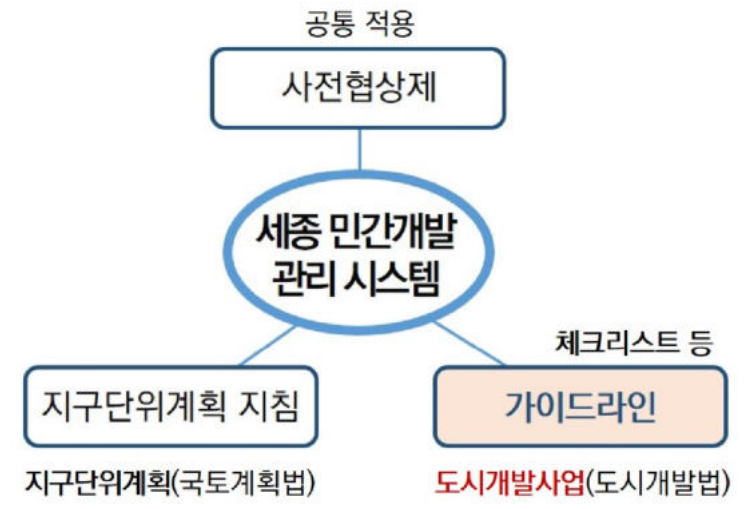 공통 적용
사전협상제
세종 민간개발
관리 시스템
체크리스트 등
지구단위계획 지침
가이드라인
지구단위계획(국토계획법)
도시개발사업(도시개발법)